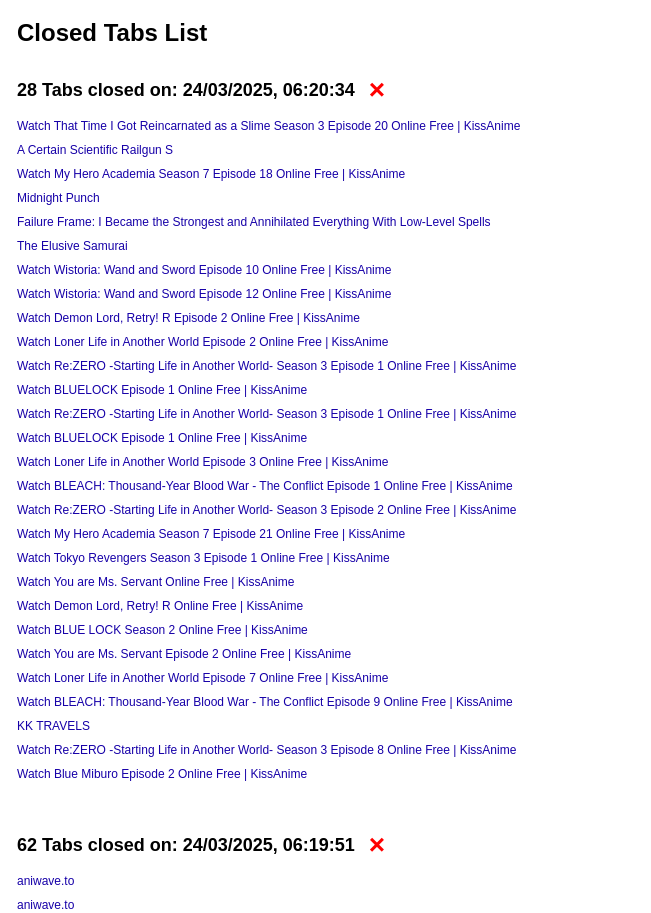 Closed Tabs List
28 Tabs closed on: 24/03/2025, 06:20:34 ✕
Watch That Time I Got Reincarnated as a Slime Season 3 Episode 20 Online Free | KissAnime
A Certain Scientific Railgun S
Watch My Hero Academia Season 7 Episode 18 Online Free | KissAnime
Midnight Punch
Failure Frame: I Became the Strongest and Annihilated Everything With Low-Level Spells
The Elusive Samurai
Watch Wistoria: Wand and Sword Episode 10 Online Free | KissAnime
Watch Wistoria: Wand and Sword Episode 12 Online Free | KissAnime
Watch Demon Lord, Retry! R Episode 2 Online Free | KissAnime
Watch Loner Life in Another World Episode 2 Online Free | KissAnime
Watch Re:ZERO -Starting Life in Another World- Season 3 Episode 1 Online Free | KissAnime
Watch BLUELOCK Episode 1 Online Free | KissAnime
Watch Re:ZERO -Starting Life in Another World- Season 3 Episode 1 Online Free | KissAnime
Watch BLUELOCK Episode 1 Online Free | KissAnime
Watch Loner Life in Another World Episode 3 Online Free | KissAnime
Watch BLEACH: Thousand-Year Blood War - The Conflict Episode 1 Online Free | KissAnime
Watch Re:ZERO -Starting Life in Another World- Season 3 Episode 2 Online Free | KissAnime
Watch My Hero Academia Season 7 Episode 21 Online Free | KissAnime
Watch Tokyo Revengers Season 3 Episode 1 Online Free | KissAnime
Watch You are Ms. Servant Online Free | KissAnime
Watch Demon Lord, Retry! R Online Free | KissAnime
Watch BLUE LOCK Season 2 Online Free | KissAnime
Watch You are Ms. Servant Episode 2 Online Free | KissAnime
Watch Loner Life in Another World Episode 7 Online Free | KissAnime
Watch BLEACH: Thousand-Year Blood War - The Conflict Episode 9 Online Free | KissAnime
KK TRAVELS
Watch Re:ZERO -Starting Life in Another World- Season 3 Episode 8 Online Free | KissAnime
Watch Blue Miburo Episode 2 Online Free | KissAnime
62 Tabs closed on: 24/03/2025, 06:19:51 ✕
aniwave.to
aniwave.to